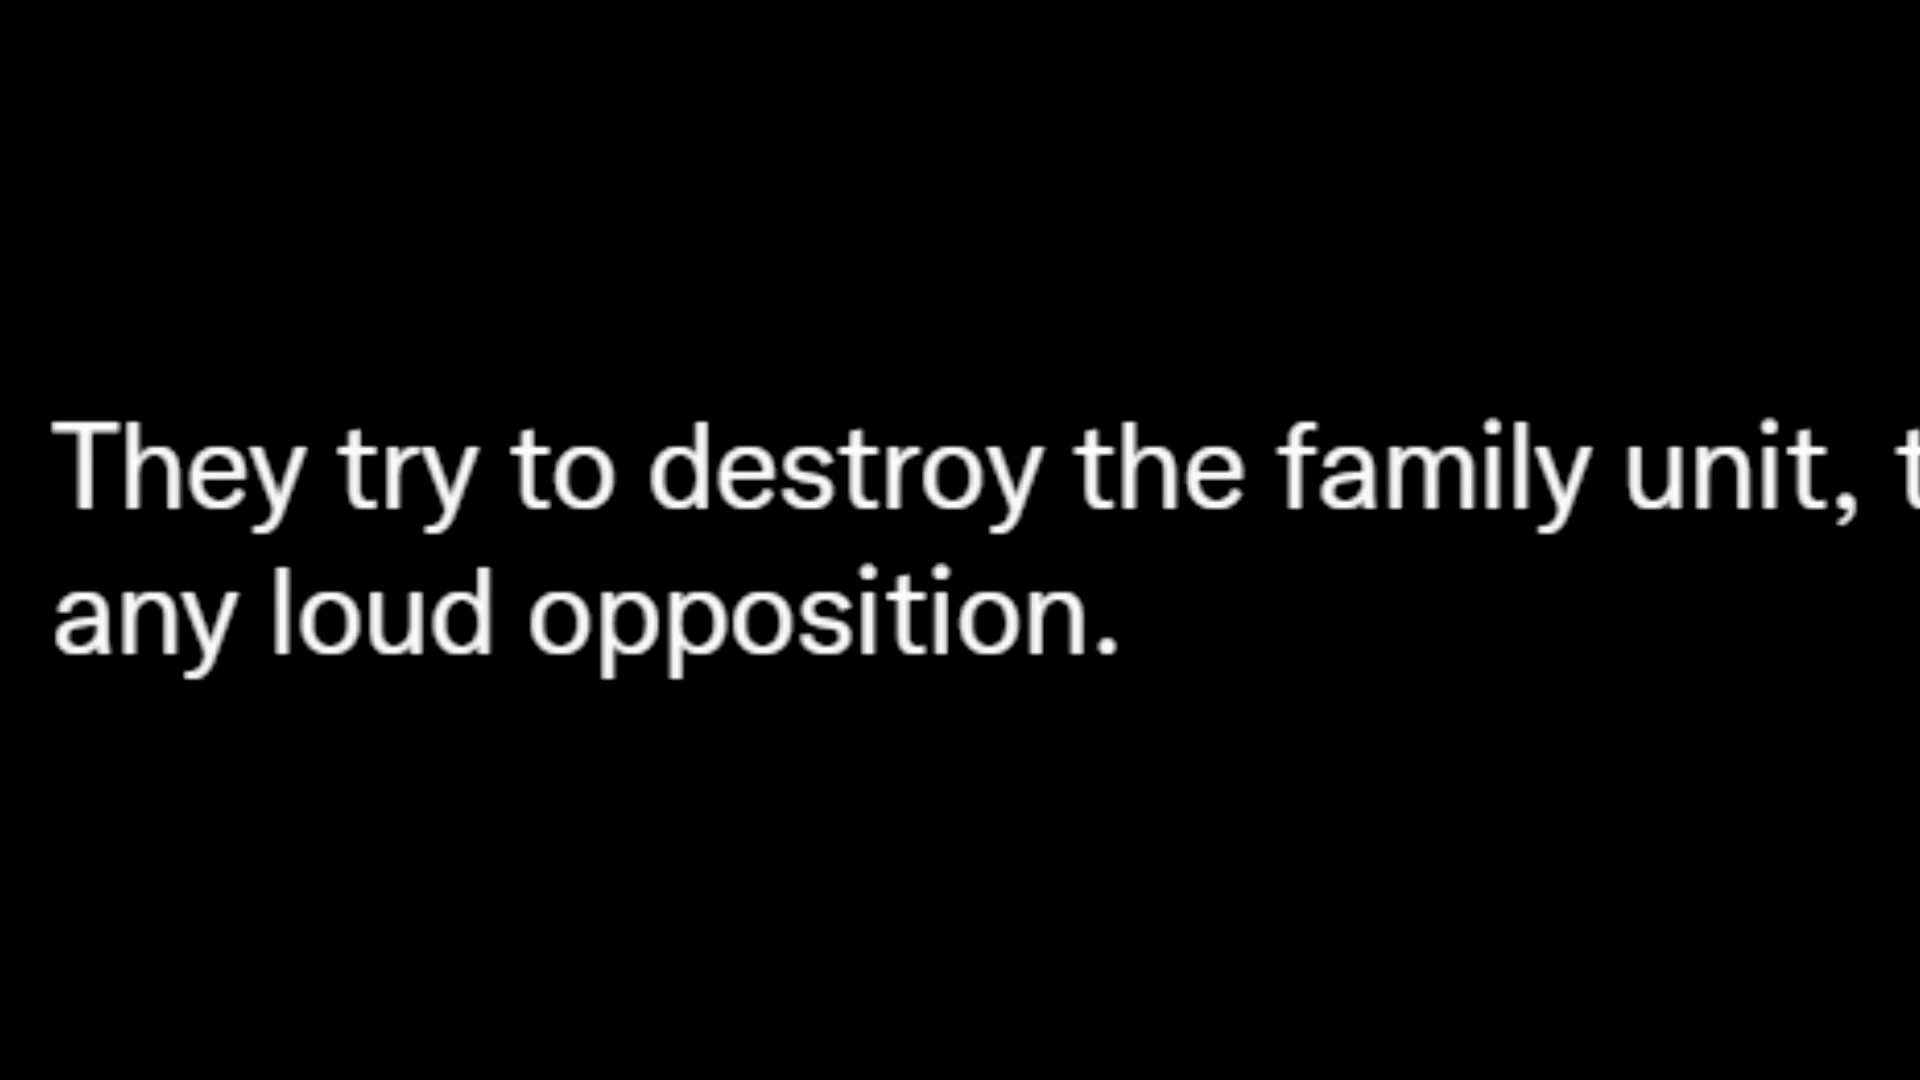 They try to destroy the family unit,
any loud opposition.